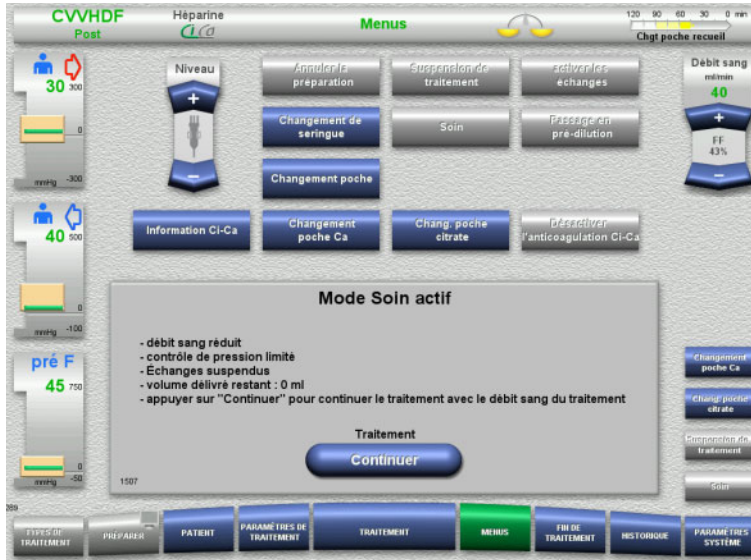 CVVHDF
Post
Héparine
Ci Ca
Menus
120 90 60 30 0 min
Chgt poche recueil
30 300
0
mmHg -300
Niveau
+
−
Annuler la
préparation
Suspension de
traitement
activer les
échanges
Changement de
seringue
Soin
Passage en
pré-dilution
Changement poche
Débit sang
ml/min
40
+
FF
43%
−
40 500
0
mmHg -100
Information Ci-Ca
Changement
poche Ca
Chang. poche
citrate
Désactiver
l'anticoagulation Ci-Ca
Mode Soin actif
- débit sang réduit
- contrôle de pression limité
- Échanges suspendus
- volume délivré restant : 0 ml
- appuyer sur "Continuer" pour continuer le traitement avec le débit sang du traitement
Traitement
Continuer
1507
pré F
45 750
0
mmHg -50
Changement
poche Ca
Chang. poche
citrate
Suspension de
traitement
Soin
289
TYPES DE
TRAITEMENT
PRÉPARER
PATIENT
PARAMÈTRES DE
TRAITEMENT
TRAITEMENT
MENUS
FIN DE
TRAITEMENT
HISTORIQUE
PARAMÈTRES
SYSTÈME